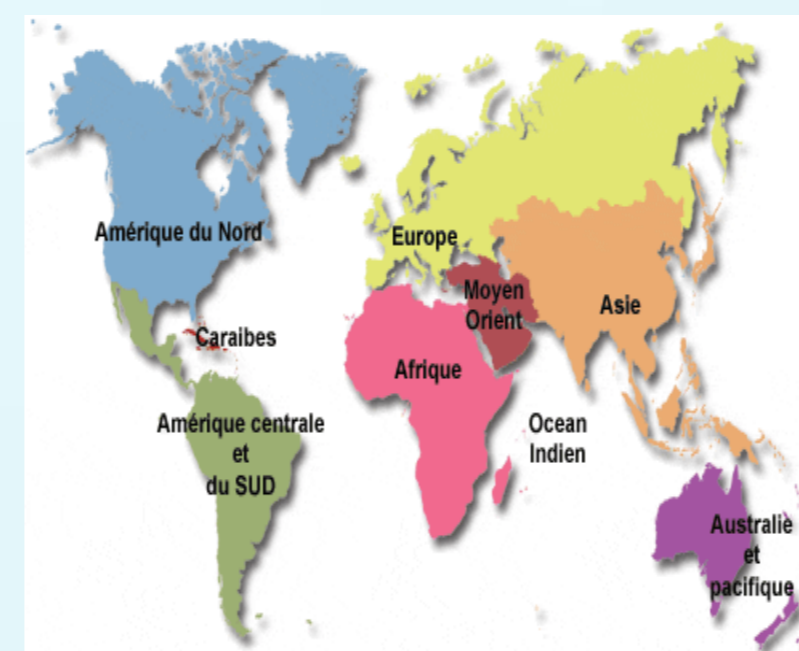 Amérique du Nord
Europe
Moyen
Orient
Asie
Caraibes
Afrique
Amérique centrale
et
du SUD
Ocean
Indien
Australie
et
pacifique